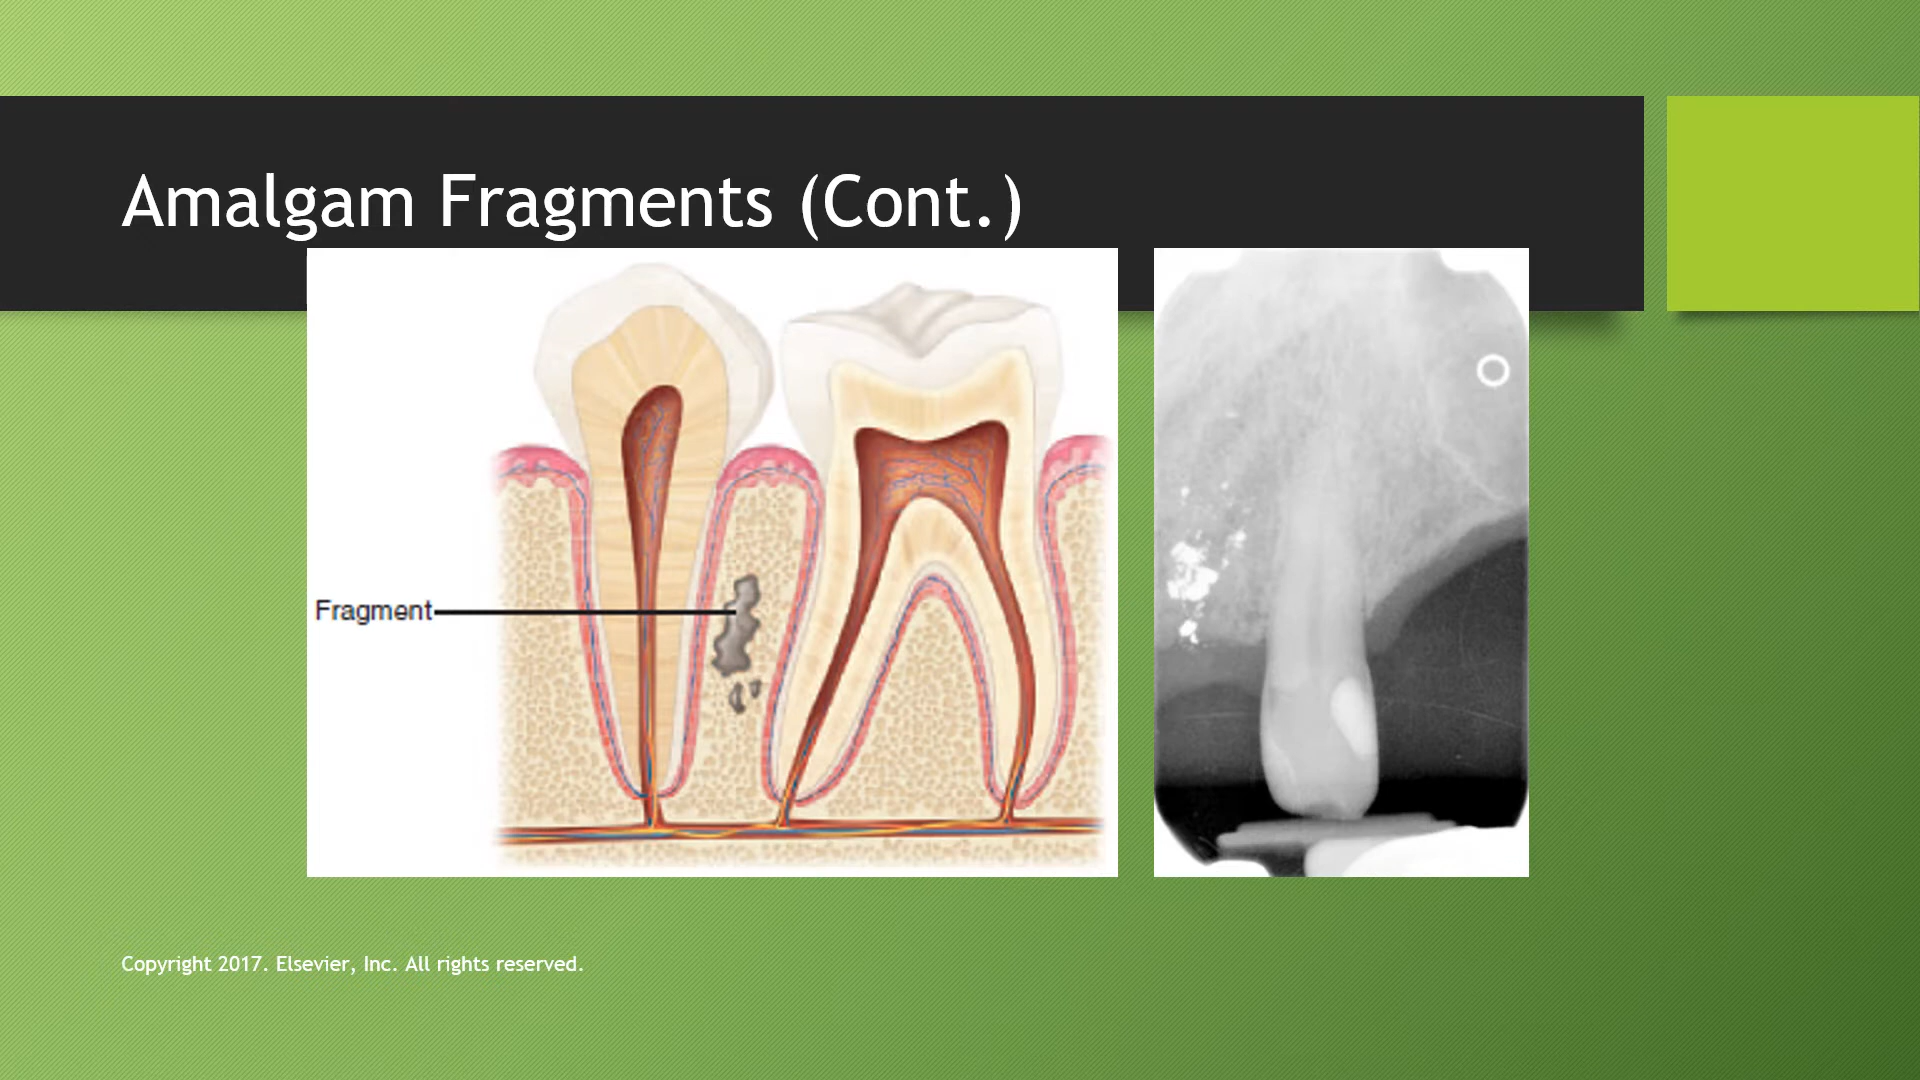 Amalgam Fragments (Cont.)
Fragment
Copyright 2017. Elsevier, Inc. All rights reserved.